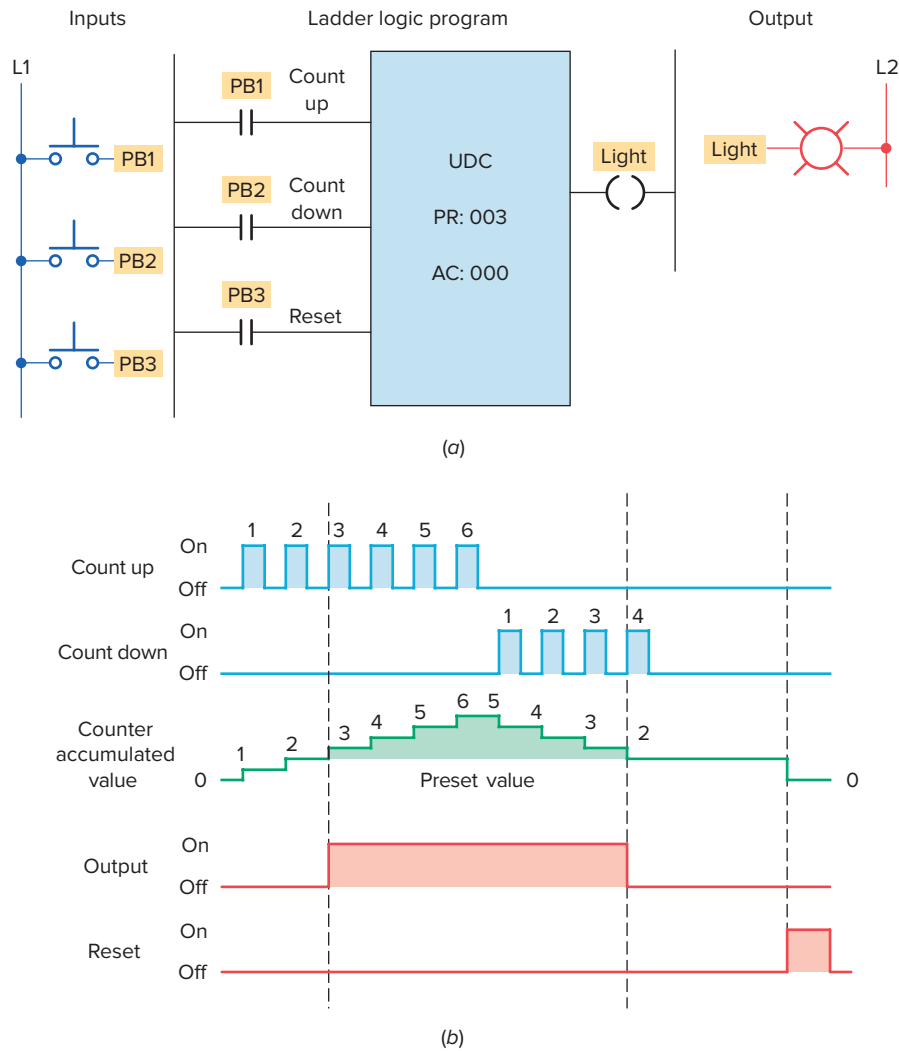 Inputs
Ladder logic program
Output
L1
L2
PB1
Count
up
PB1
PB2
Count
down
PB2
PB3
Reset
PB3
UDC
PR: 003
AC: 000
Light
Light
(a)
1 2 3 4 5 6
On
Count up
Off
1 2 3 4
On
Count down
Off
Counter
accumulated
value
0 1 2 3 4 5 6 5 4 3 2 0
Preset value
On
Output
Off
On
Reset
Off
(b)